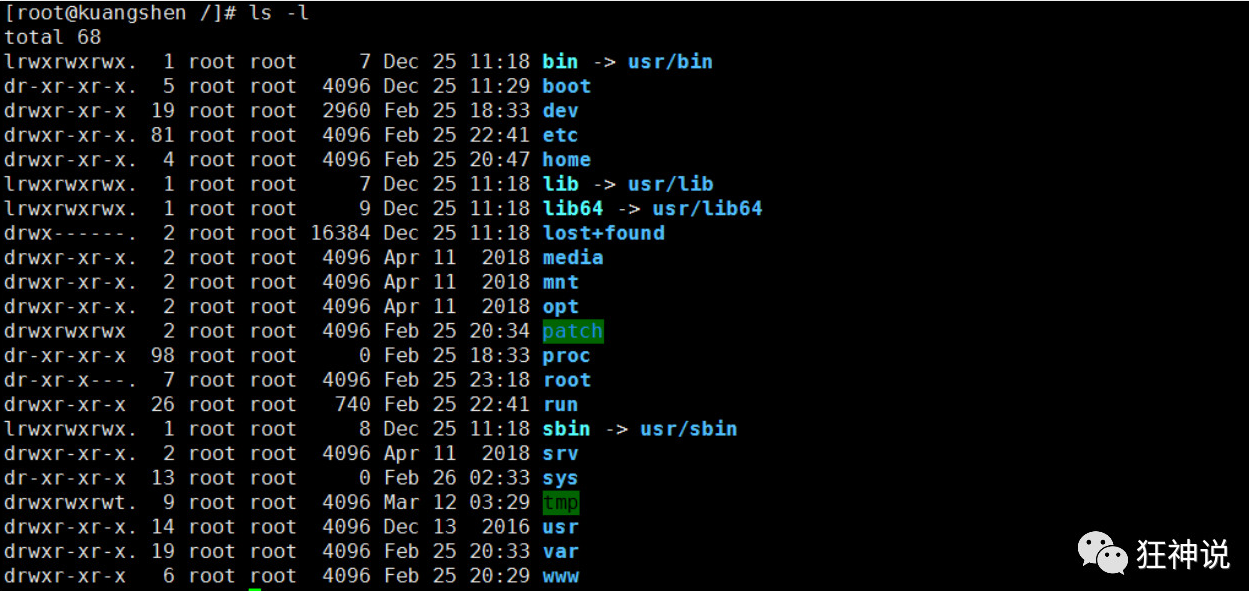 [root@kuangshen /]# ls -l
total 68
lrwxrwxrwx.  1 root root     7 Dec 25 11:18 bin -> usr/bin
dr-xr-xr-x.  5 root root  4096 Dec 25 11:29 boot
drwxr-xr-x  19 root root  2960 Feb 25 18:33 dev
drwxr-xr-x. 81 root root  4096 Feb 25 22:41 etc
drwxr-xr-x.  4 root root  4096 Feb 25 20:47 home
lrwxrwxrwx.  1 root root     7 Dec 25 11:18 lib -> usr/lib
lrwxrwxrwx.  1 root root     9 Dec 25 11:18 lib64 -> usr/lib64
drwx------.  2 root root 16384 Dec 25 11:18 lost+found
drwxr-xr-x.  2 root root  4096 Apr 11  2018 media
drwxr-xr-x.  2 root root  4096 Apr 11  2018 mnt
drwxr-xr-x.  2 root root  4096 Apr 11  2018 opt
drwxrwxrwx   2 root root  4096 Feb 25 20:34 patch
dr-xr-xr-x  98 root root     0 Feb 25 18:33 proc
dr-xr-x---.  7 root root  4096 Feb 25 23:18 root
drwxr-xr-x  26 root root   740 Feb 25 22:41 run
lrwxrwxrwx.  1 root root     8 Dec 25 11:18 sbin -> usr/sbin
drwxr-xr-x.  2 root root  4096 Apr 11  2018 srv
dr-xr-xr-x  13 root root     0 Feb 26 02:33 sys
drwxrwxrwt.  9 root root  4096 Mar 12 03:29 tmp
drwxr-xr-x. 14 root root  4096 Dec 13  2016 usr
drwxr-xr-x. 19 root root  4096 Feb 25 20:33 var
drwxr-xr-x   6 root root  4096 Feb 25 20:29 www
狂神说